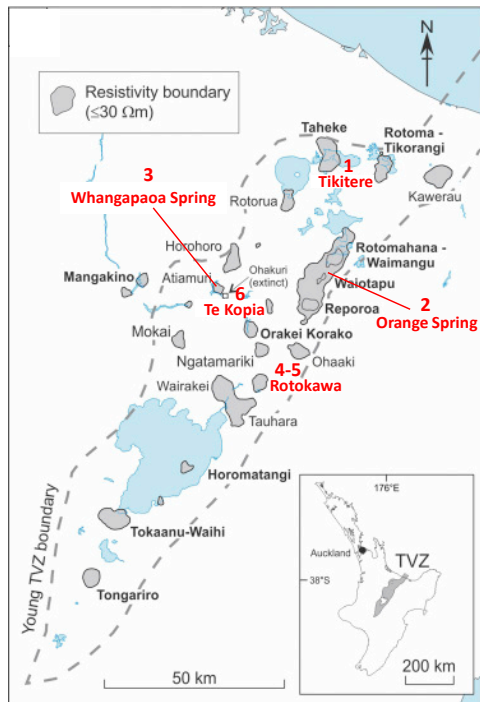 N
Resistivity boundary
(≤30 Ωm)
Taheke
Rotoma -
Tikorangi
1
Tikitere
3
Whangapaoa Spring
Rotorua
Kawerau
Horohoro
Rotomahana -
Waimangu
Mangakino
Atiamuri
Ohakuri
(extinct)
Waiotapu
6
Te Kopia
2
Orange Spring
Reporoa
Mokai
Orakei Korako
Ngatamariki
Ohaaki
4-5
Rotokawa
Wairakei
Tauhara
Horomatangi
Tokaanu-Waihi
Tongariro
Young TVZ boundary
50 km
176°E
Auckland
TVZ
38°S
200 km